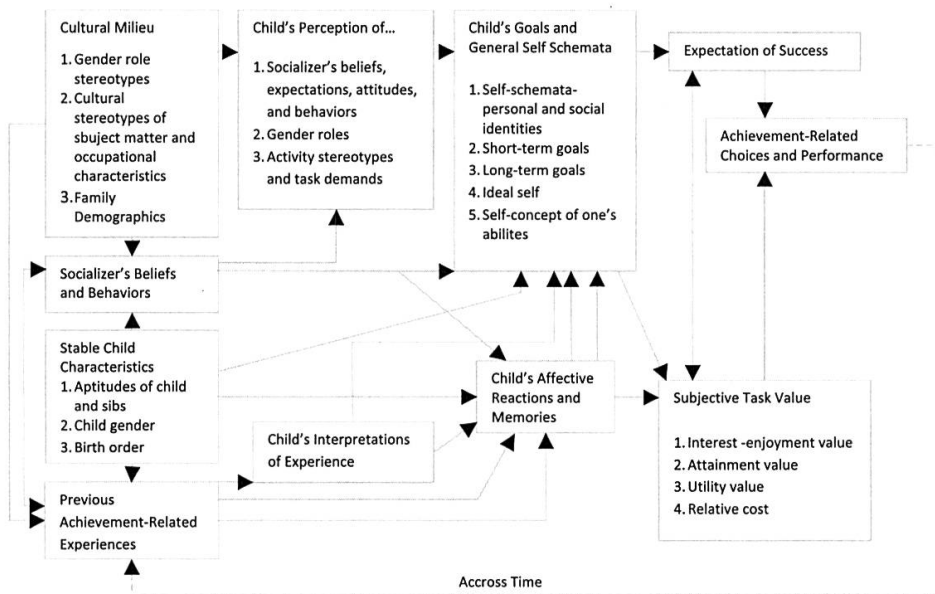 Cultural Milieu
1. Gender role
stereotypes
2. Cultural
stereotypes of
sbuject matter and
occupational
characteristics
3. Family
Demographics
Child's Perception of...
1. Socializer's beliefs,
expectations, attitudes,
and behaviors
2. Gender roles
3. Activity stereotypes
and task demands
Child's Goals and
General Self Schemata
1. Self-schemata-
personal and social
identities
2. Short-term goals
3. Long-term goals
4. Ideal self
5. Self-concept of one's
abilites
Expectation of Success
Achievement-Related
Choices and Performance
Socializer's Beliefs
and Behaviors
Stable Child
Characteristics
1. Aptitudes of child
and sibs
2. Child gender
3. Birth order
Child's Affective
Reactions and
Memories
Subjective Task Value
1. Interest -enjoyment value
2. Attainment value
3. Utility value
4. Relative cost
Child's Interpretations
of Experience
Previous
Achievement-Related
Experiences
Accross Time